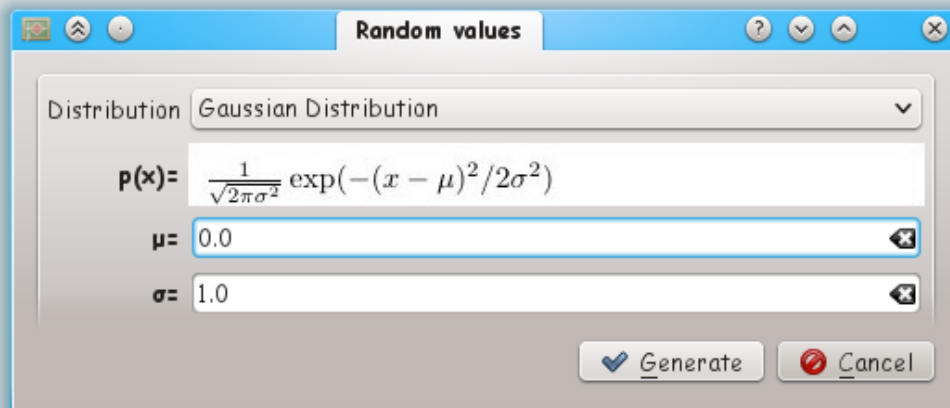 Random values
Distribution Gaussian Distribution
p(x)= 1/√2πσ² exp(−(x − μ)²/2σ²)
μ= 0.0
σ= 1.0
Generate Cancel